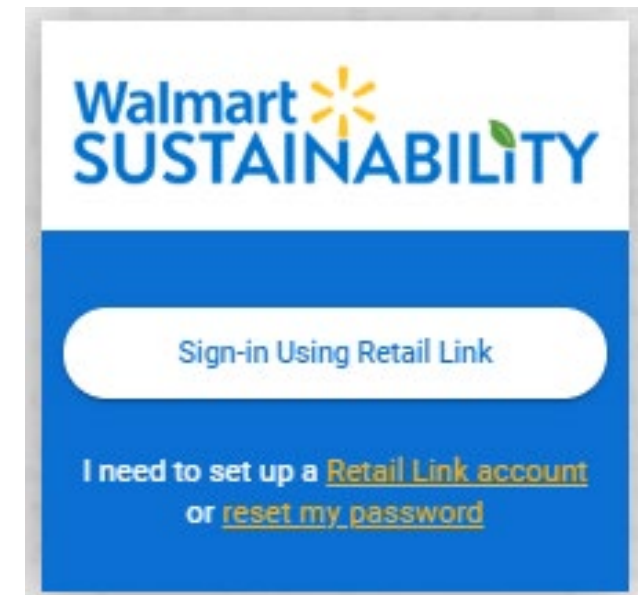 Walmart
SUSTAINABILITY
Sign-in Using Retail Link
I need to set up a Retail Link account
or reset my password